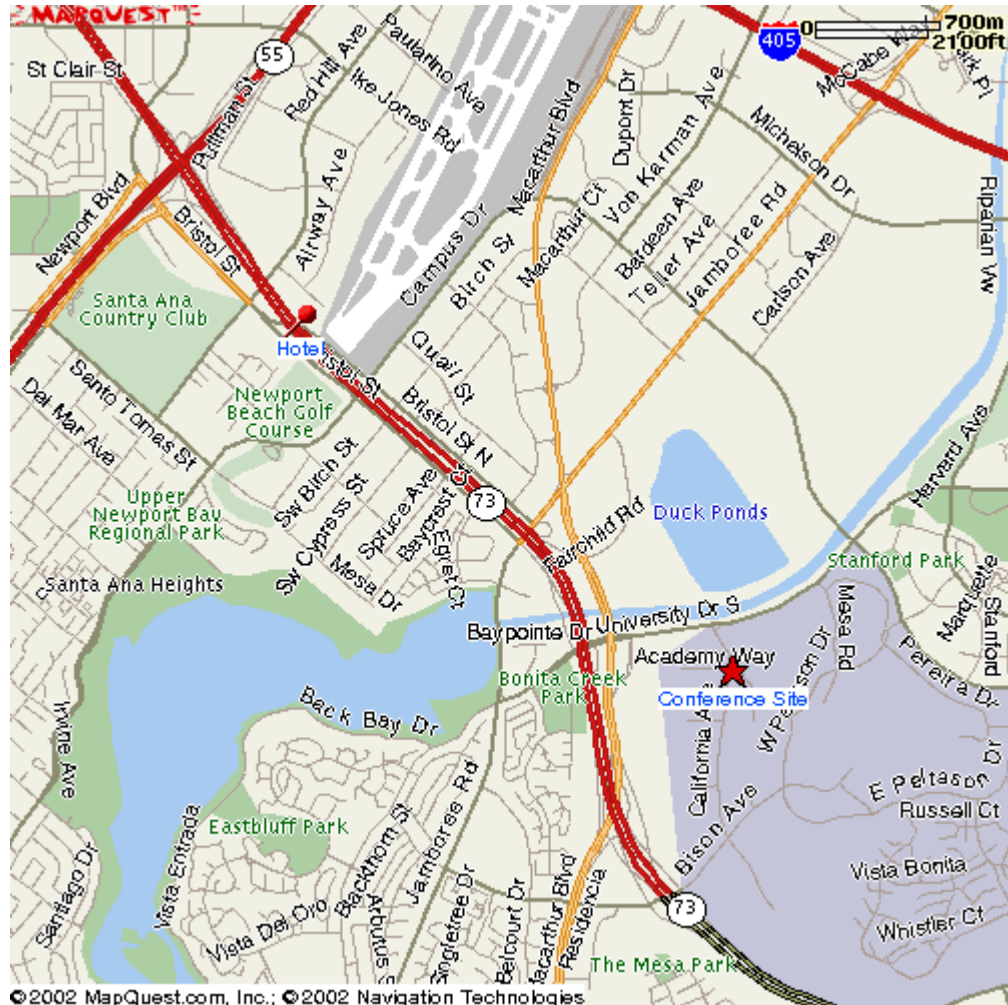 MAPQUEST
TM
0 700m
2100ft
405
55
St Clair St
Red Hill Ave
Paularino Ave
Ike Jones Rd
Pullman St
Macarthur Blvd
Dupont Dr
Von Karman Ave
McCabe Way
Michelson Dr
Riparian Vw
Newport Blvd
Bristol St
Airway Ave
Campus Dr
Birch St
Macarthur Ct
Bardeen Ave
Teller Ave
Jamboree Rd
Carlson Ave
Santa Ana
Country Club
Hotel
Bristol St
Quail St
Santo Tomas St
Del Mar Ave
Newport
Beach Golf
Course
Bristol St N
Harvard Ave
Upper
Newport Bay
Regional Park
Sw Birch St
Sw Cypress St
Spruce Ave
Baypoint
Egret Ct
73
Fairchild Rd
Duck Ponds
Stanford Park
Marquette
Stanford
Santa Ana Heights
Mesa Dr
Baypointe Dr
University Dr S
Mesa Rd
Academy Way
Conference Site
Bonita Creek
Park
California Ave
W Peterson Dr
Pereira Dr
Back Bay Dr
Irvine Ave
E Peltason Dr
Russell Ct
Eastbluff Park
Bison Ave
Vista Bonita
Vista Entrada
Blackthorn St
Jamboree Rd
Santiago Dr
Vista Del Oro
Arbutus S
Singletree Dr
Belcourt Dr
Macarthur Blvd
Residencia
73
Whistler Ct
The Mesa Park
©2002 MapQuest.com, Inc.; ©2002 Navigation Technologies